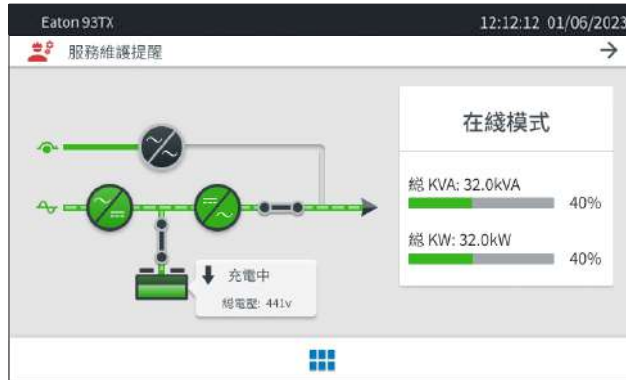 Eaton 93TX
12:12:12 01/06/2023
服務維護提醒
在綫模式
総 KVA: 32.0kVA
40%
総 KW: 32.0kW
40%
充電中
総電壓: 441v